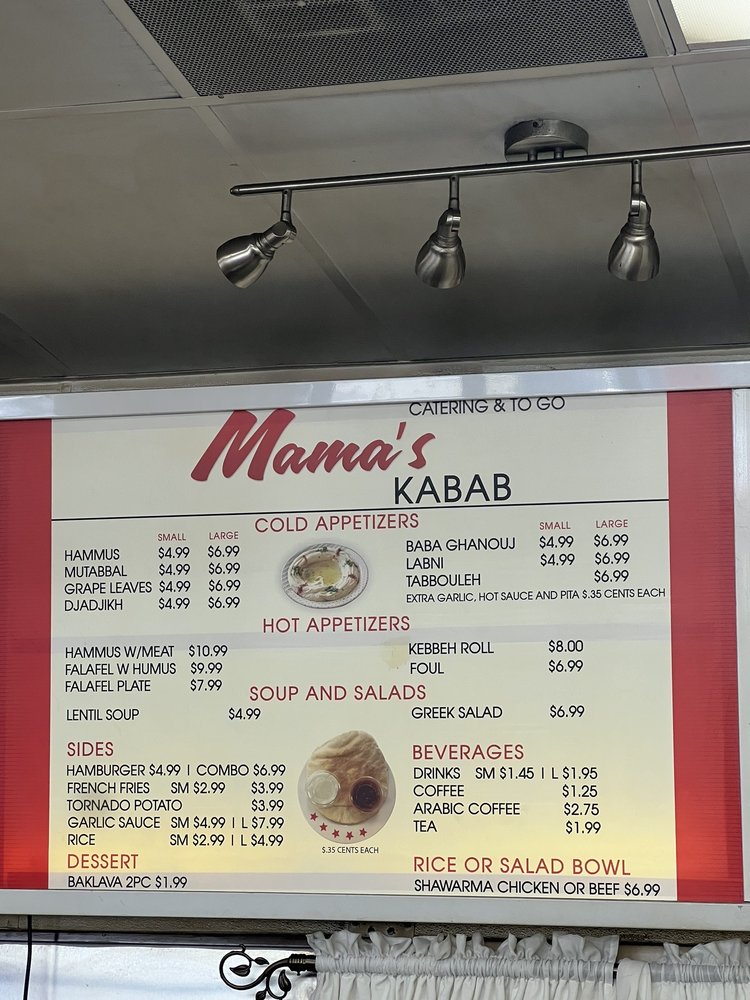 CATERING & TO GO
Mama's
KABAB
COLD APPETIZERS
SMALL LARGE
HAMMUS $4.99 $6.99
MUTABBAL $4.99 $6.99
GRAPE LEAVES $4.99 $6.99
DJADJIKH $4.99 $6.99
SMALL LARGE
BABA GHANOUJ $4.99 $6.99
LABNI $4.99 $6.99
TABBOULEH $6.99
EXTRA GARLIC, HOT SAUCE AND PITA $.35 CENTS EACH
HOT APPETIZERS
HAMMUS W/MEAT $10.99
FALAFEL W HUMUS $9.99
FALAFEL PLATE $7.99
KEBBEH ROLL $8.00
FOUL $6.99
SOUP AND SALADS
LENTIL SOUP $4.99
GREEK SALAD $6.99
SIDES
HAMBURGER $4.99 | COMBO $6.99
FRENCH FRIES SM $2.99 $3.99
TORNADO POTATO $3.99
GARLIC SAUCE SM $4.99 | L $7.99
RICE SM $2.99 | L $4.99
$.35 CENTS EACH
BEVERAGES
DRINKS SM $1.45 | L $1.95
COFFEE $1.25
ARABIC COFFEE $2.75
TEA $1.99
DESSERT
BAKLAVA 2PC $1.99
RICE OR SALAD BOWL
SHAWARMA CHICKEN OR BEEF $6.99